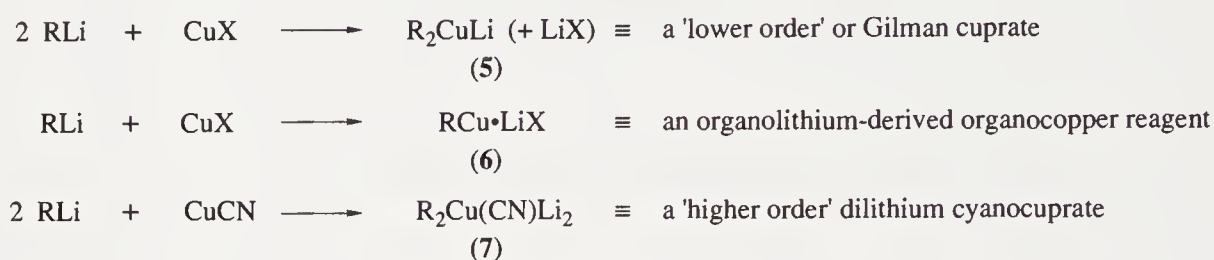 2 RLi + CuX ⟶ R₂CuLi (+ LiX) ≡ a 'lower order' or Gilman cuprate
(5)
RLi + CuX ⟶ RCu•LiX ≡ an organolithium-derived organocopper reagent
(6)
2 RLi + CuCN ⟶ R₂Cu(CN)Li₂ ≡ a 'higher order' dilithium cyanocuprate
(7)